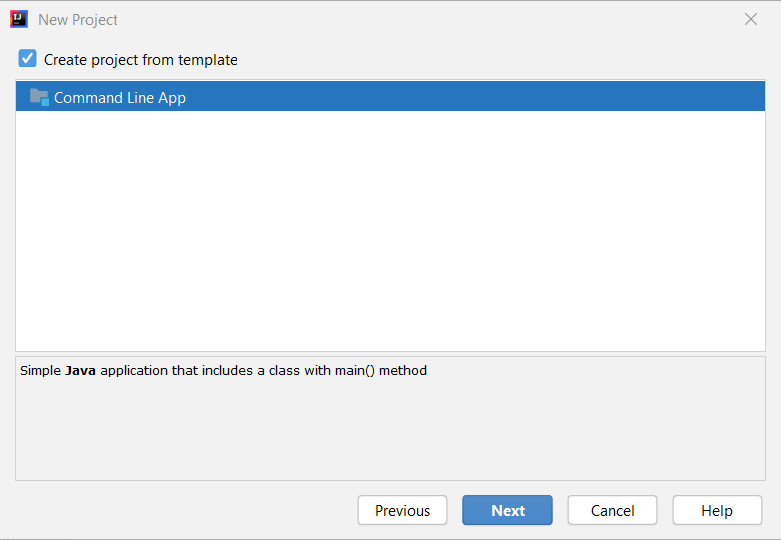 New Project
Create project from template
Command Line App
Simple Java application that includes a class with main() method
Previous Next Cancel Help